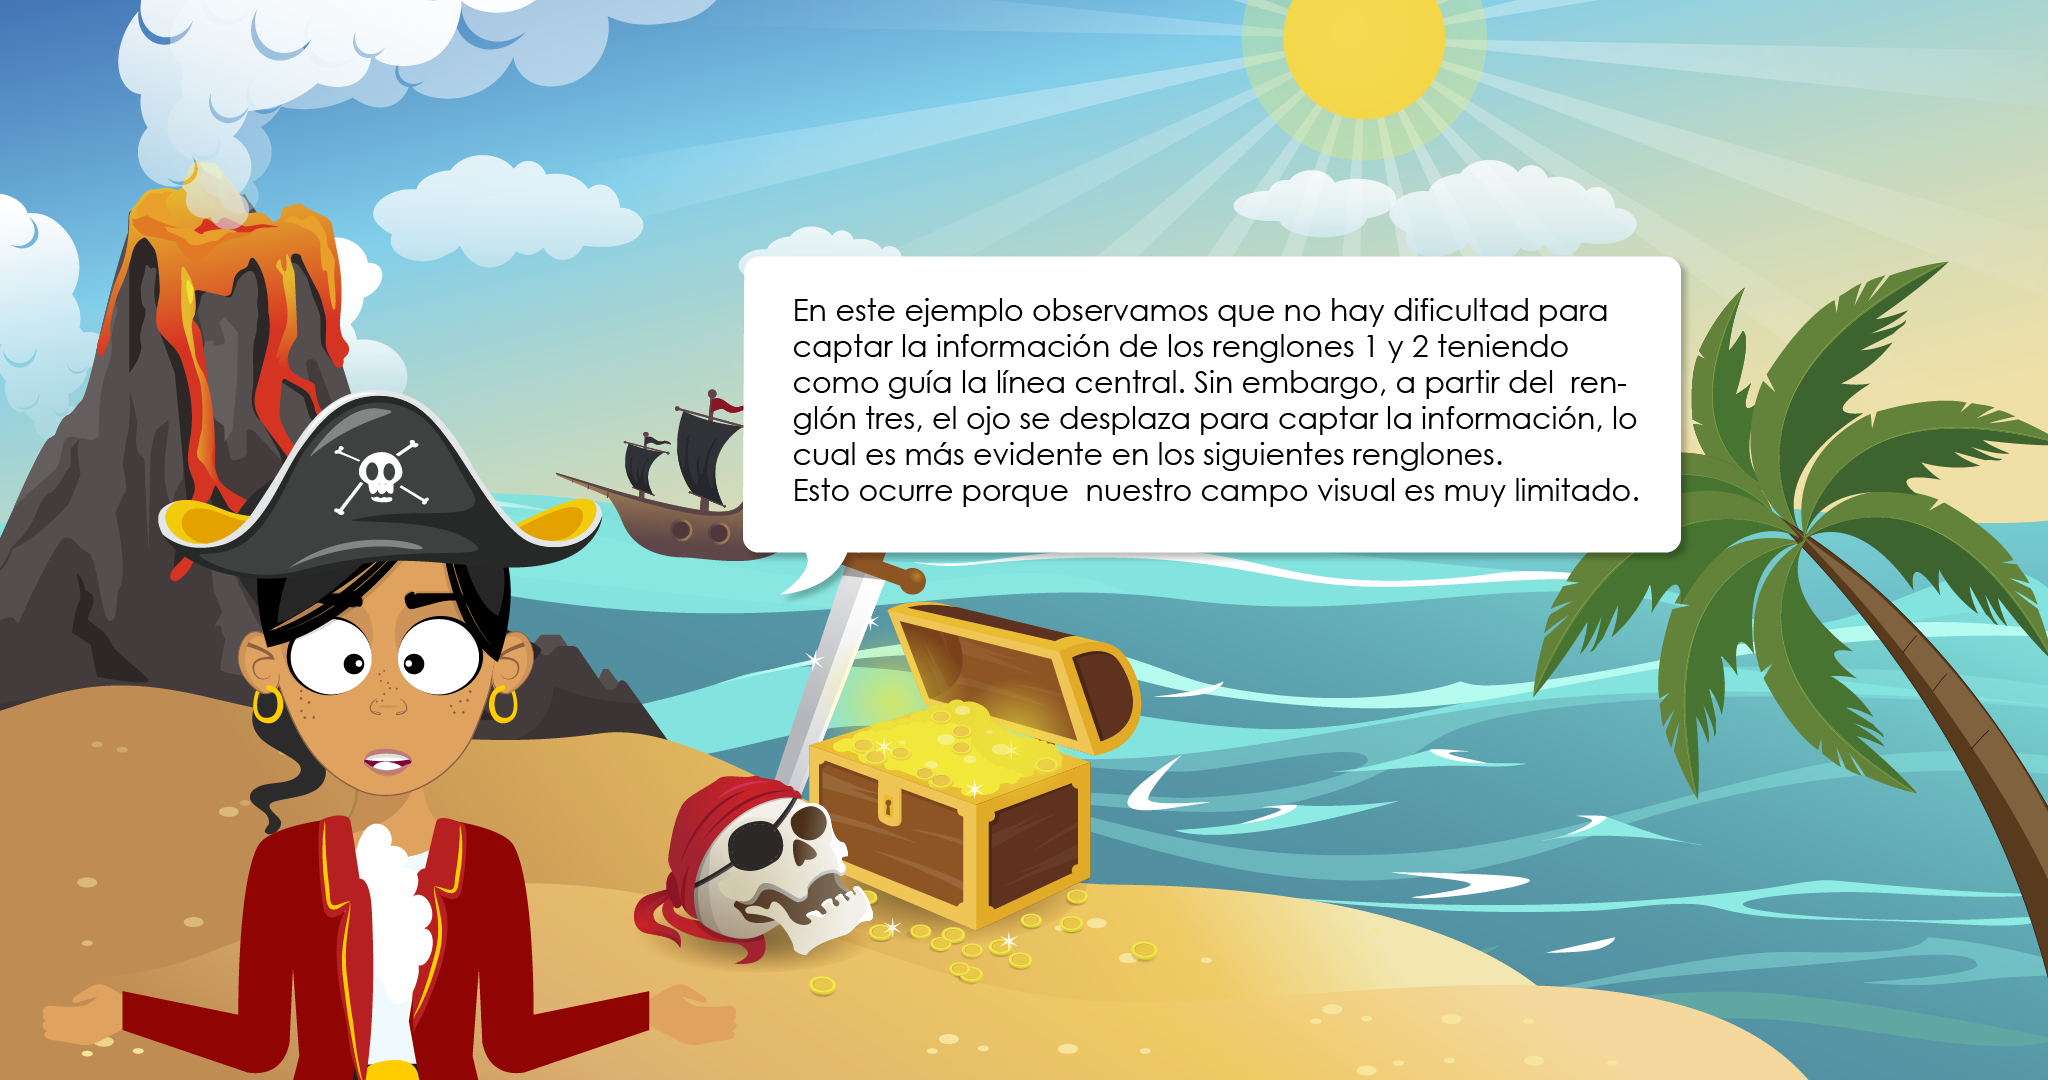 En este ejemplo observamos que no hay dificultad para
captar la información de los renglones 1 y 2 teniendo
como guía la línea central. Sin embargo, a partir del  ren-
glón tres, el ojo se desplaza para captar la información, lo
cual es más evidente en los siguientes renglones.
Esto ocurre porque  nuestro campo visual es muy limitado.